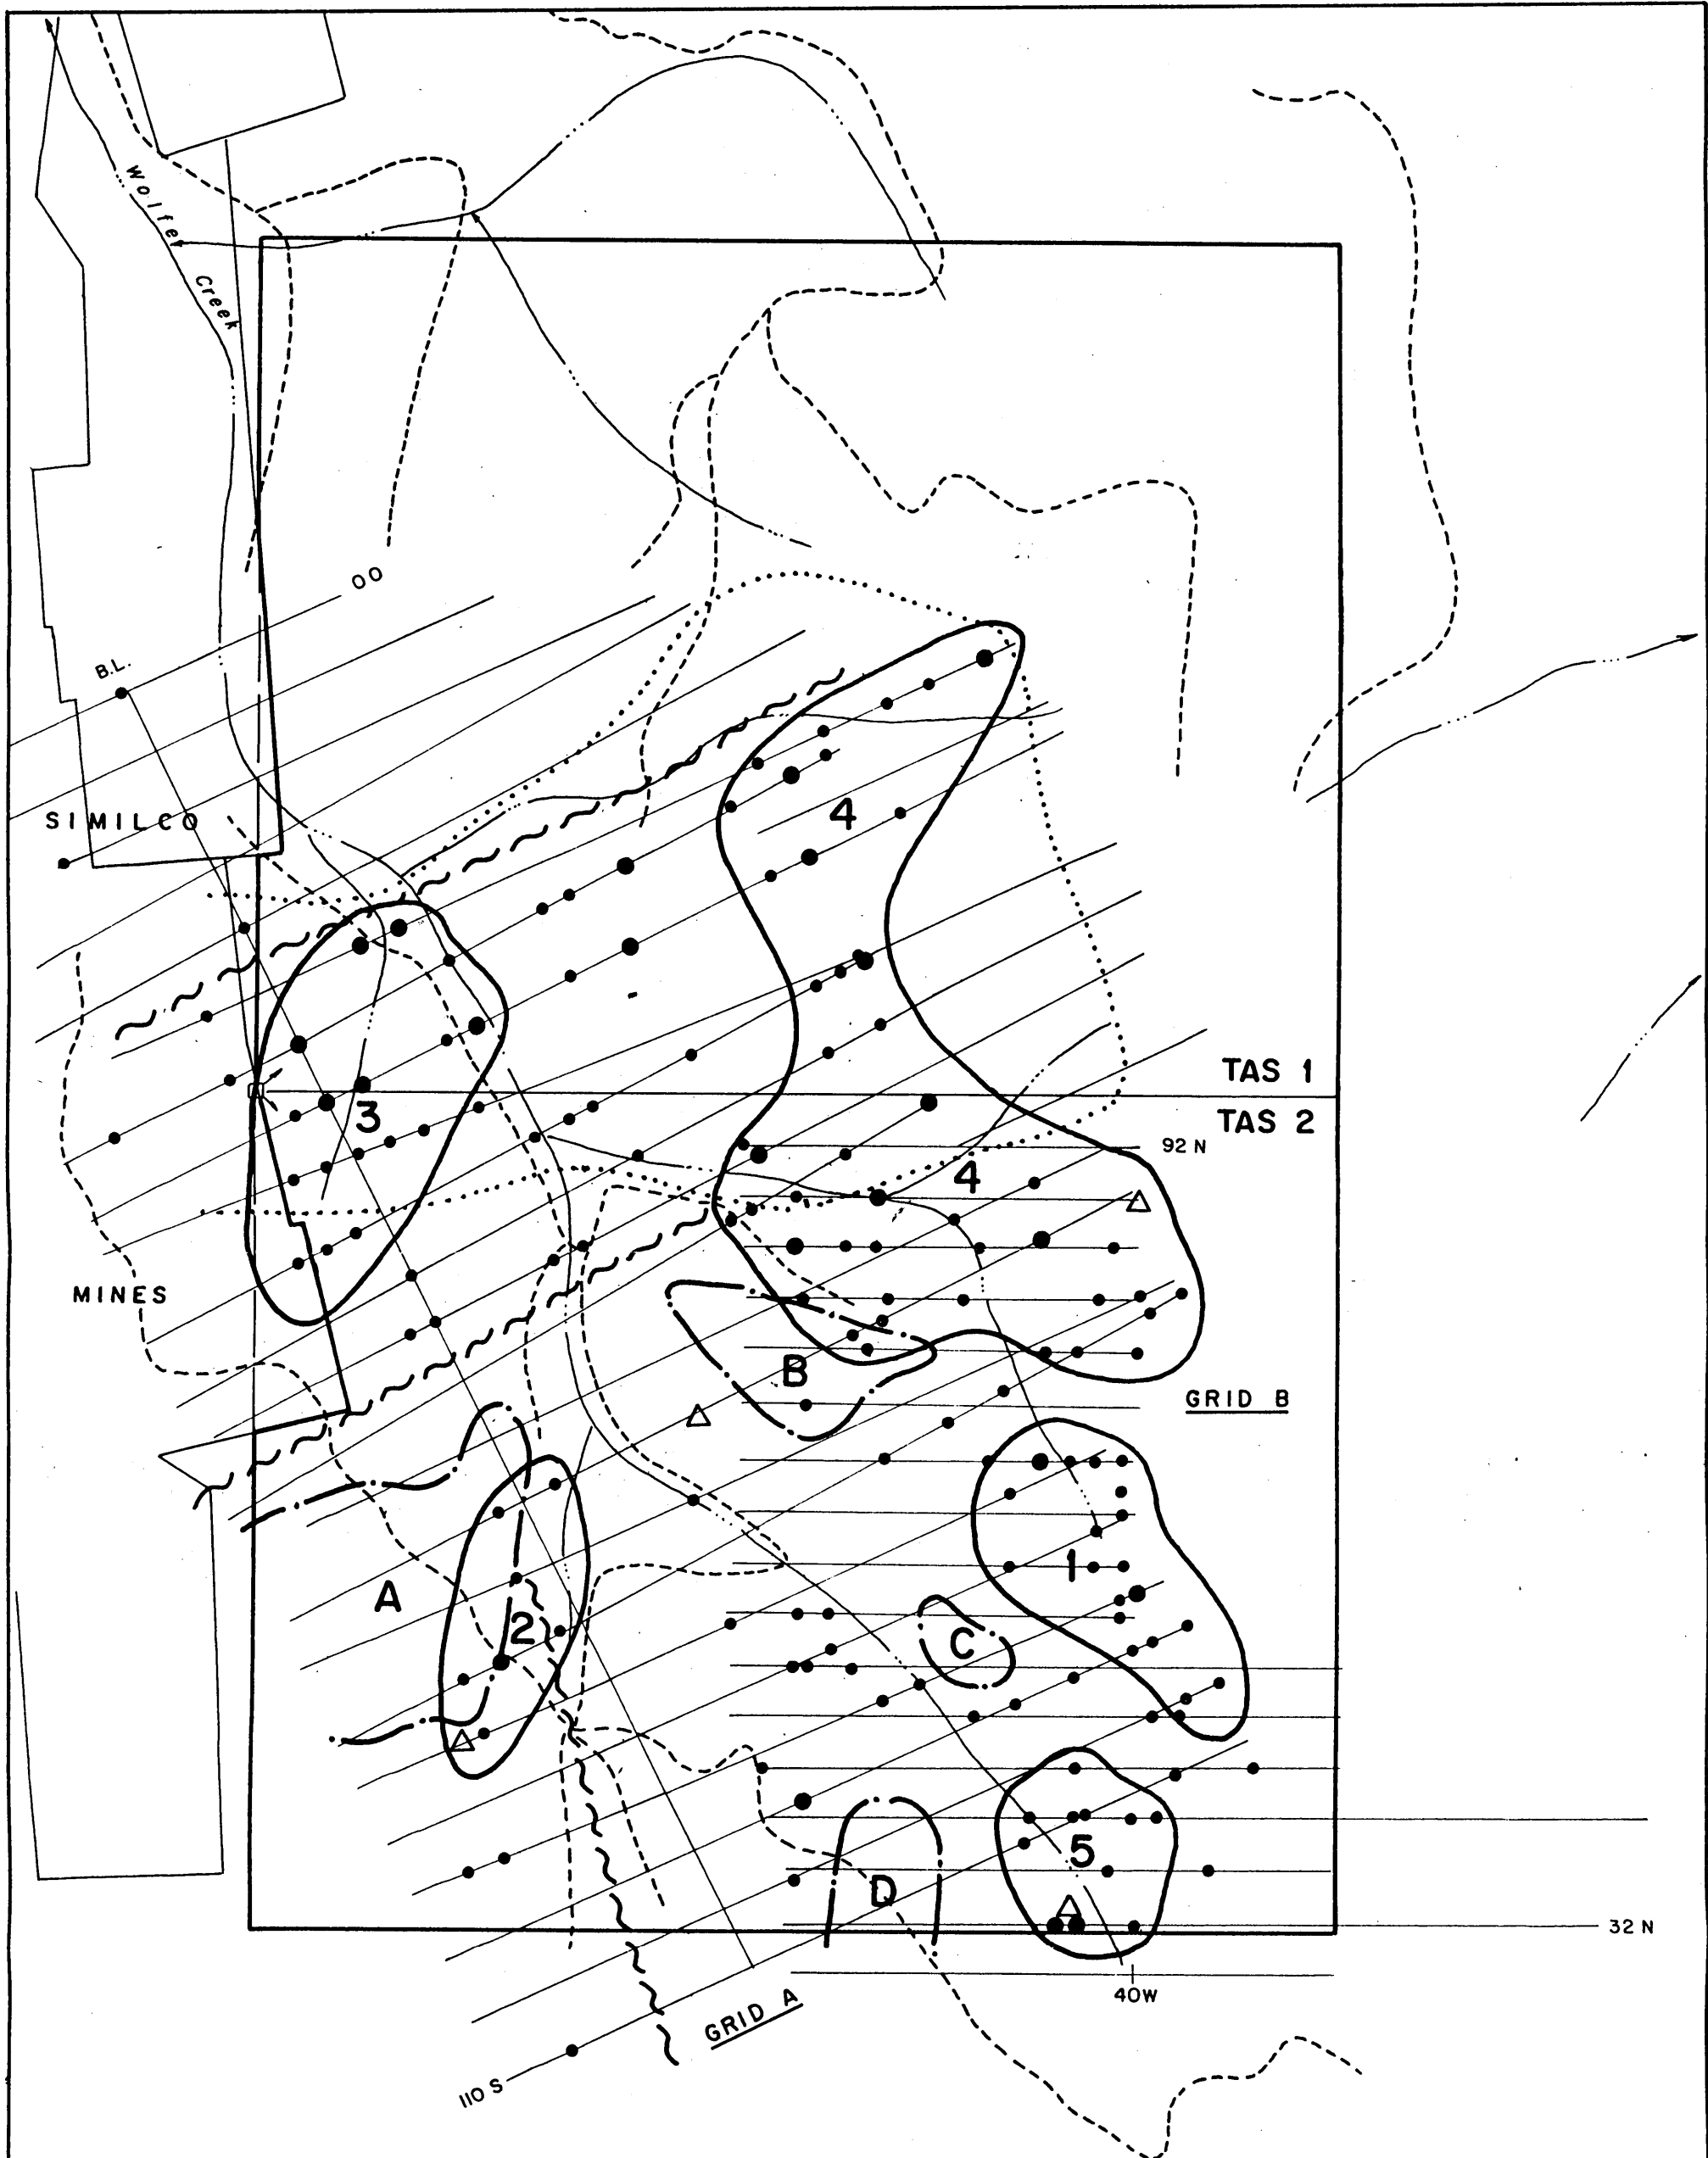 Wolfe
Creek
00
B.L.
SIMILCO
4
3
TAS 1
TAS 2
92 N
4
MINES
B
GRID B
1
A
2
C
5
D
32 N
40W
GRID A
110 S